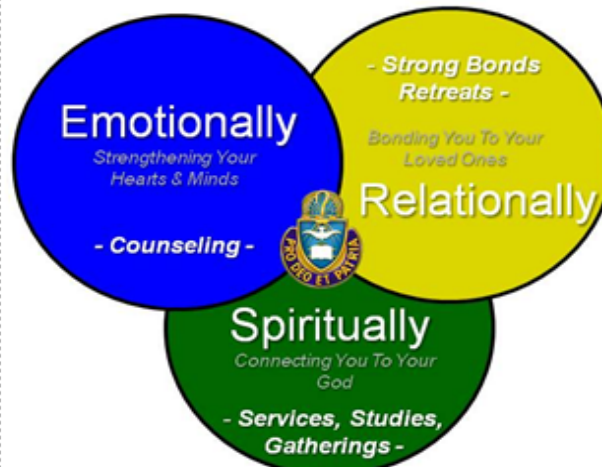 Emotionally
Strengthening Your
Hearts & Minds
- Counseling -
- Strong Bonds
Retreats -
Bonding You To Your
Loved Ones
Relationally
PRO DEO ET PATRIA
Spiritually
Connecting You To Your
God
- Services, Studies,
Gatherings -